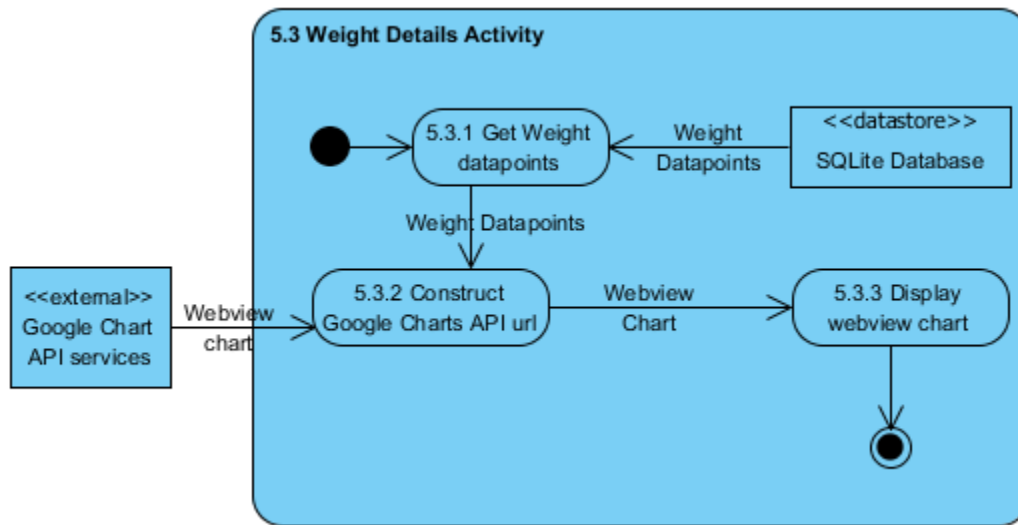 5.3 Weight Details Activity
5.3.1 Get Weight
datapoints
Weight
Datapoints
<<datastore>>
SQLite Database
Weight Datapoints
<<external>>
Google Chart
API services
Webview
chart
5.3.2 Construct
Google Charts API url
Webview
Chart
5.3.3 Display
webview chart